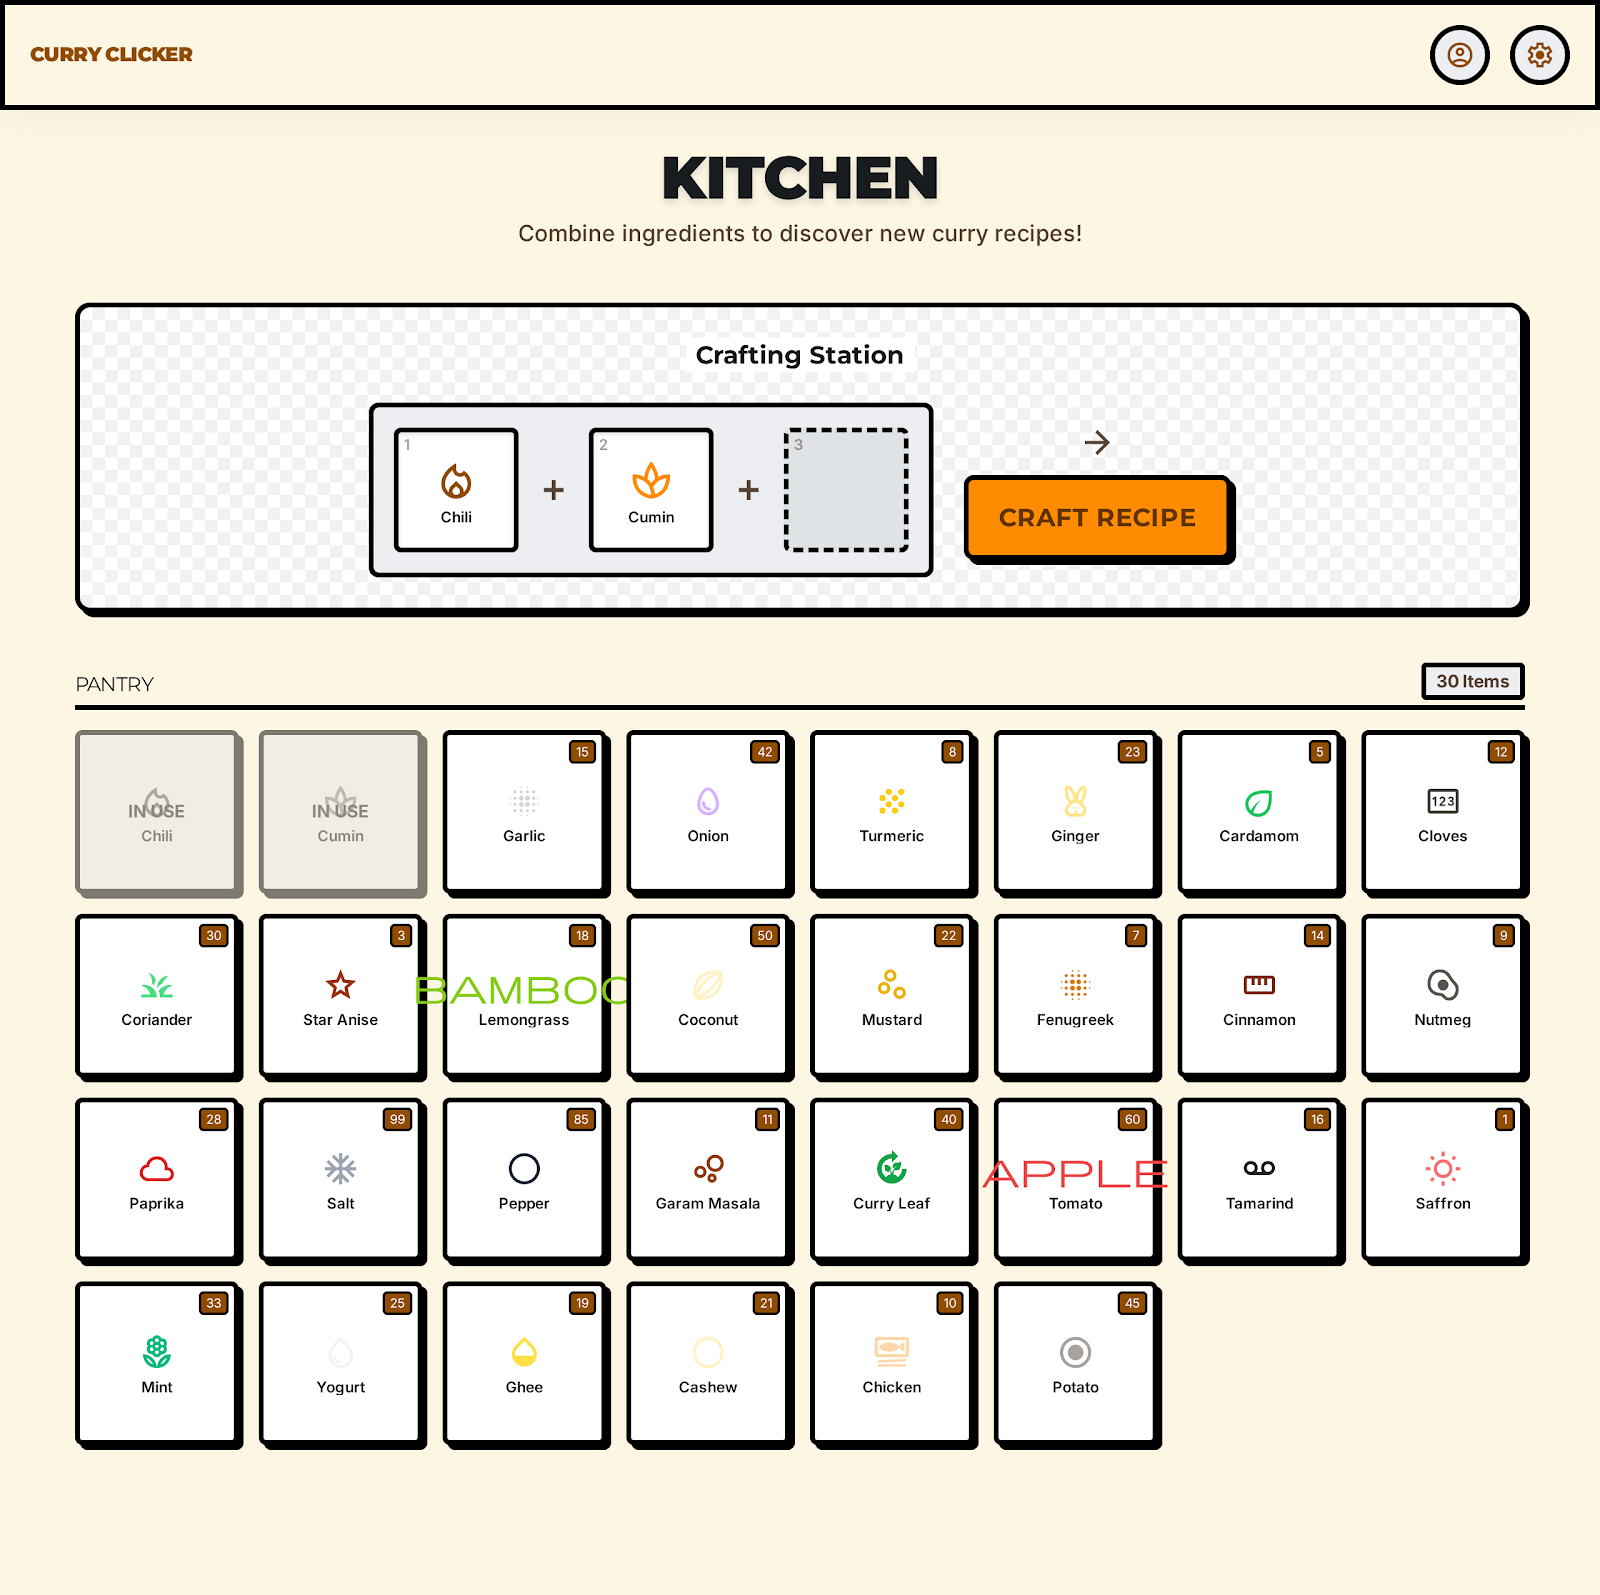 CURRY CLICKER
KITCHEN
Combine ingredients to discover new curry recipes!
Crafting Station
1
2
3
Chili
+
Cumin
+
CRAFT RECIPE
PANTRY
30 Items
IN USE
Chili
IN USE
Cumin
15
Garlic
42
Onion
8
Turmeric
23
Ginger
5
Cardamom
12
123
Cloves
30
Coriander
3
Star Anise
18
BAMBOO
Lemongrass
50
Coconut
22
Mustard
7
Fenugreek
14
Cinnamon
9
Nutmeg
28
Paprika
99
Salt
85
Pepper
11
Garam Masala
40
Curry Leaf
60
APPLE
Tomato
16
Tamarind
1
Saffron
33
Mint
25
Yogurt
19
Ghee
21
Cashew
10
Chicken
45
Potato